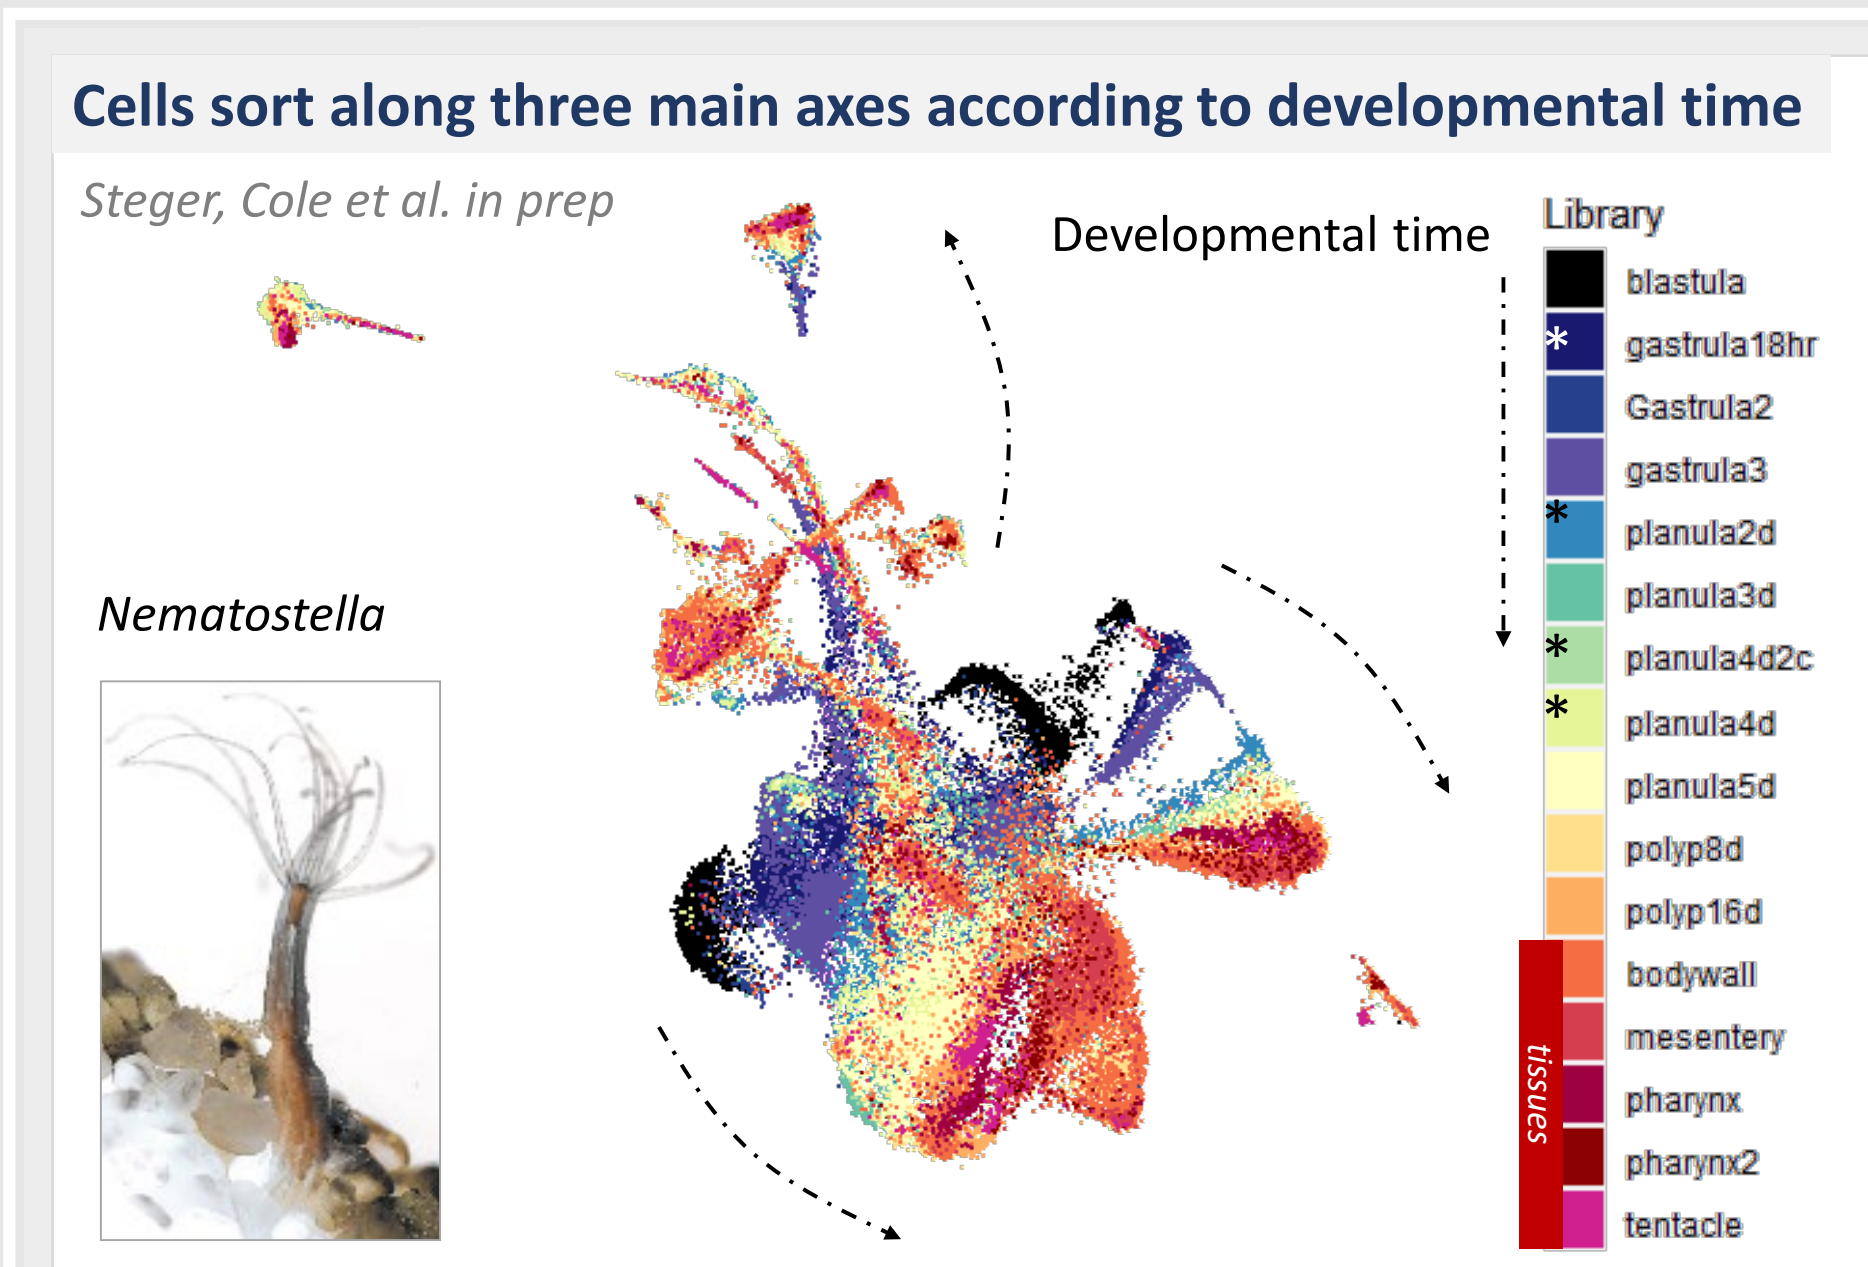 Cells sort along three main axes according to developmental time
Steger, Cole et al. in prep
Developmental time
Library
blastula
* gastrula18hr
Gastrula2
gastrula3
* planula2d
planula3d
* planula4d2c
* planula4d
planula5d
polyp8d
polyp16d
bodywall
mesentery
pharynx
pharynx2
tentacle
tissues
Nematostella